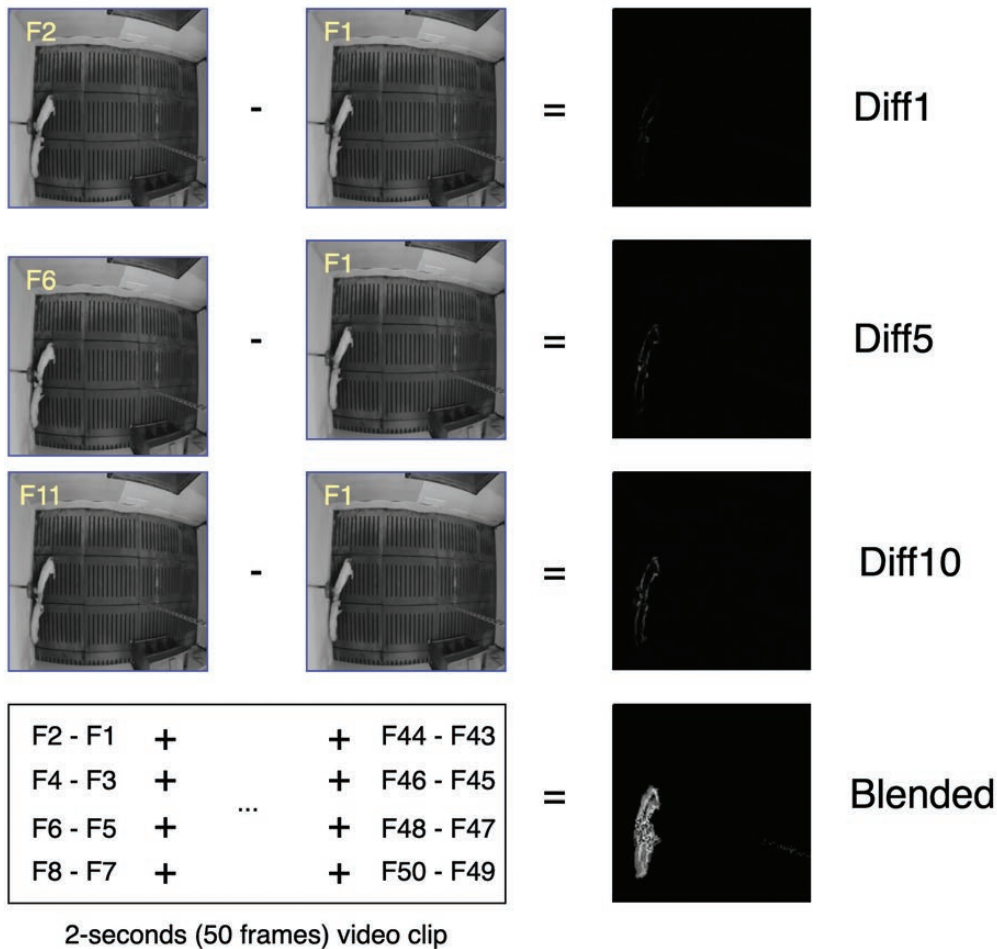 F2 - F1 = Diff1
F6 - F1 = Diff5
F11 - F1 = Diff10
F2 - F1 + + F44 - F43
F4 - F3 + + F46 - F45
... = Blended
F6 - F5 + + F48 - F47
F8 - F7 + + F50 - F49
2-seconds (50 frames) video clip